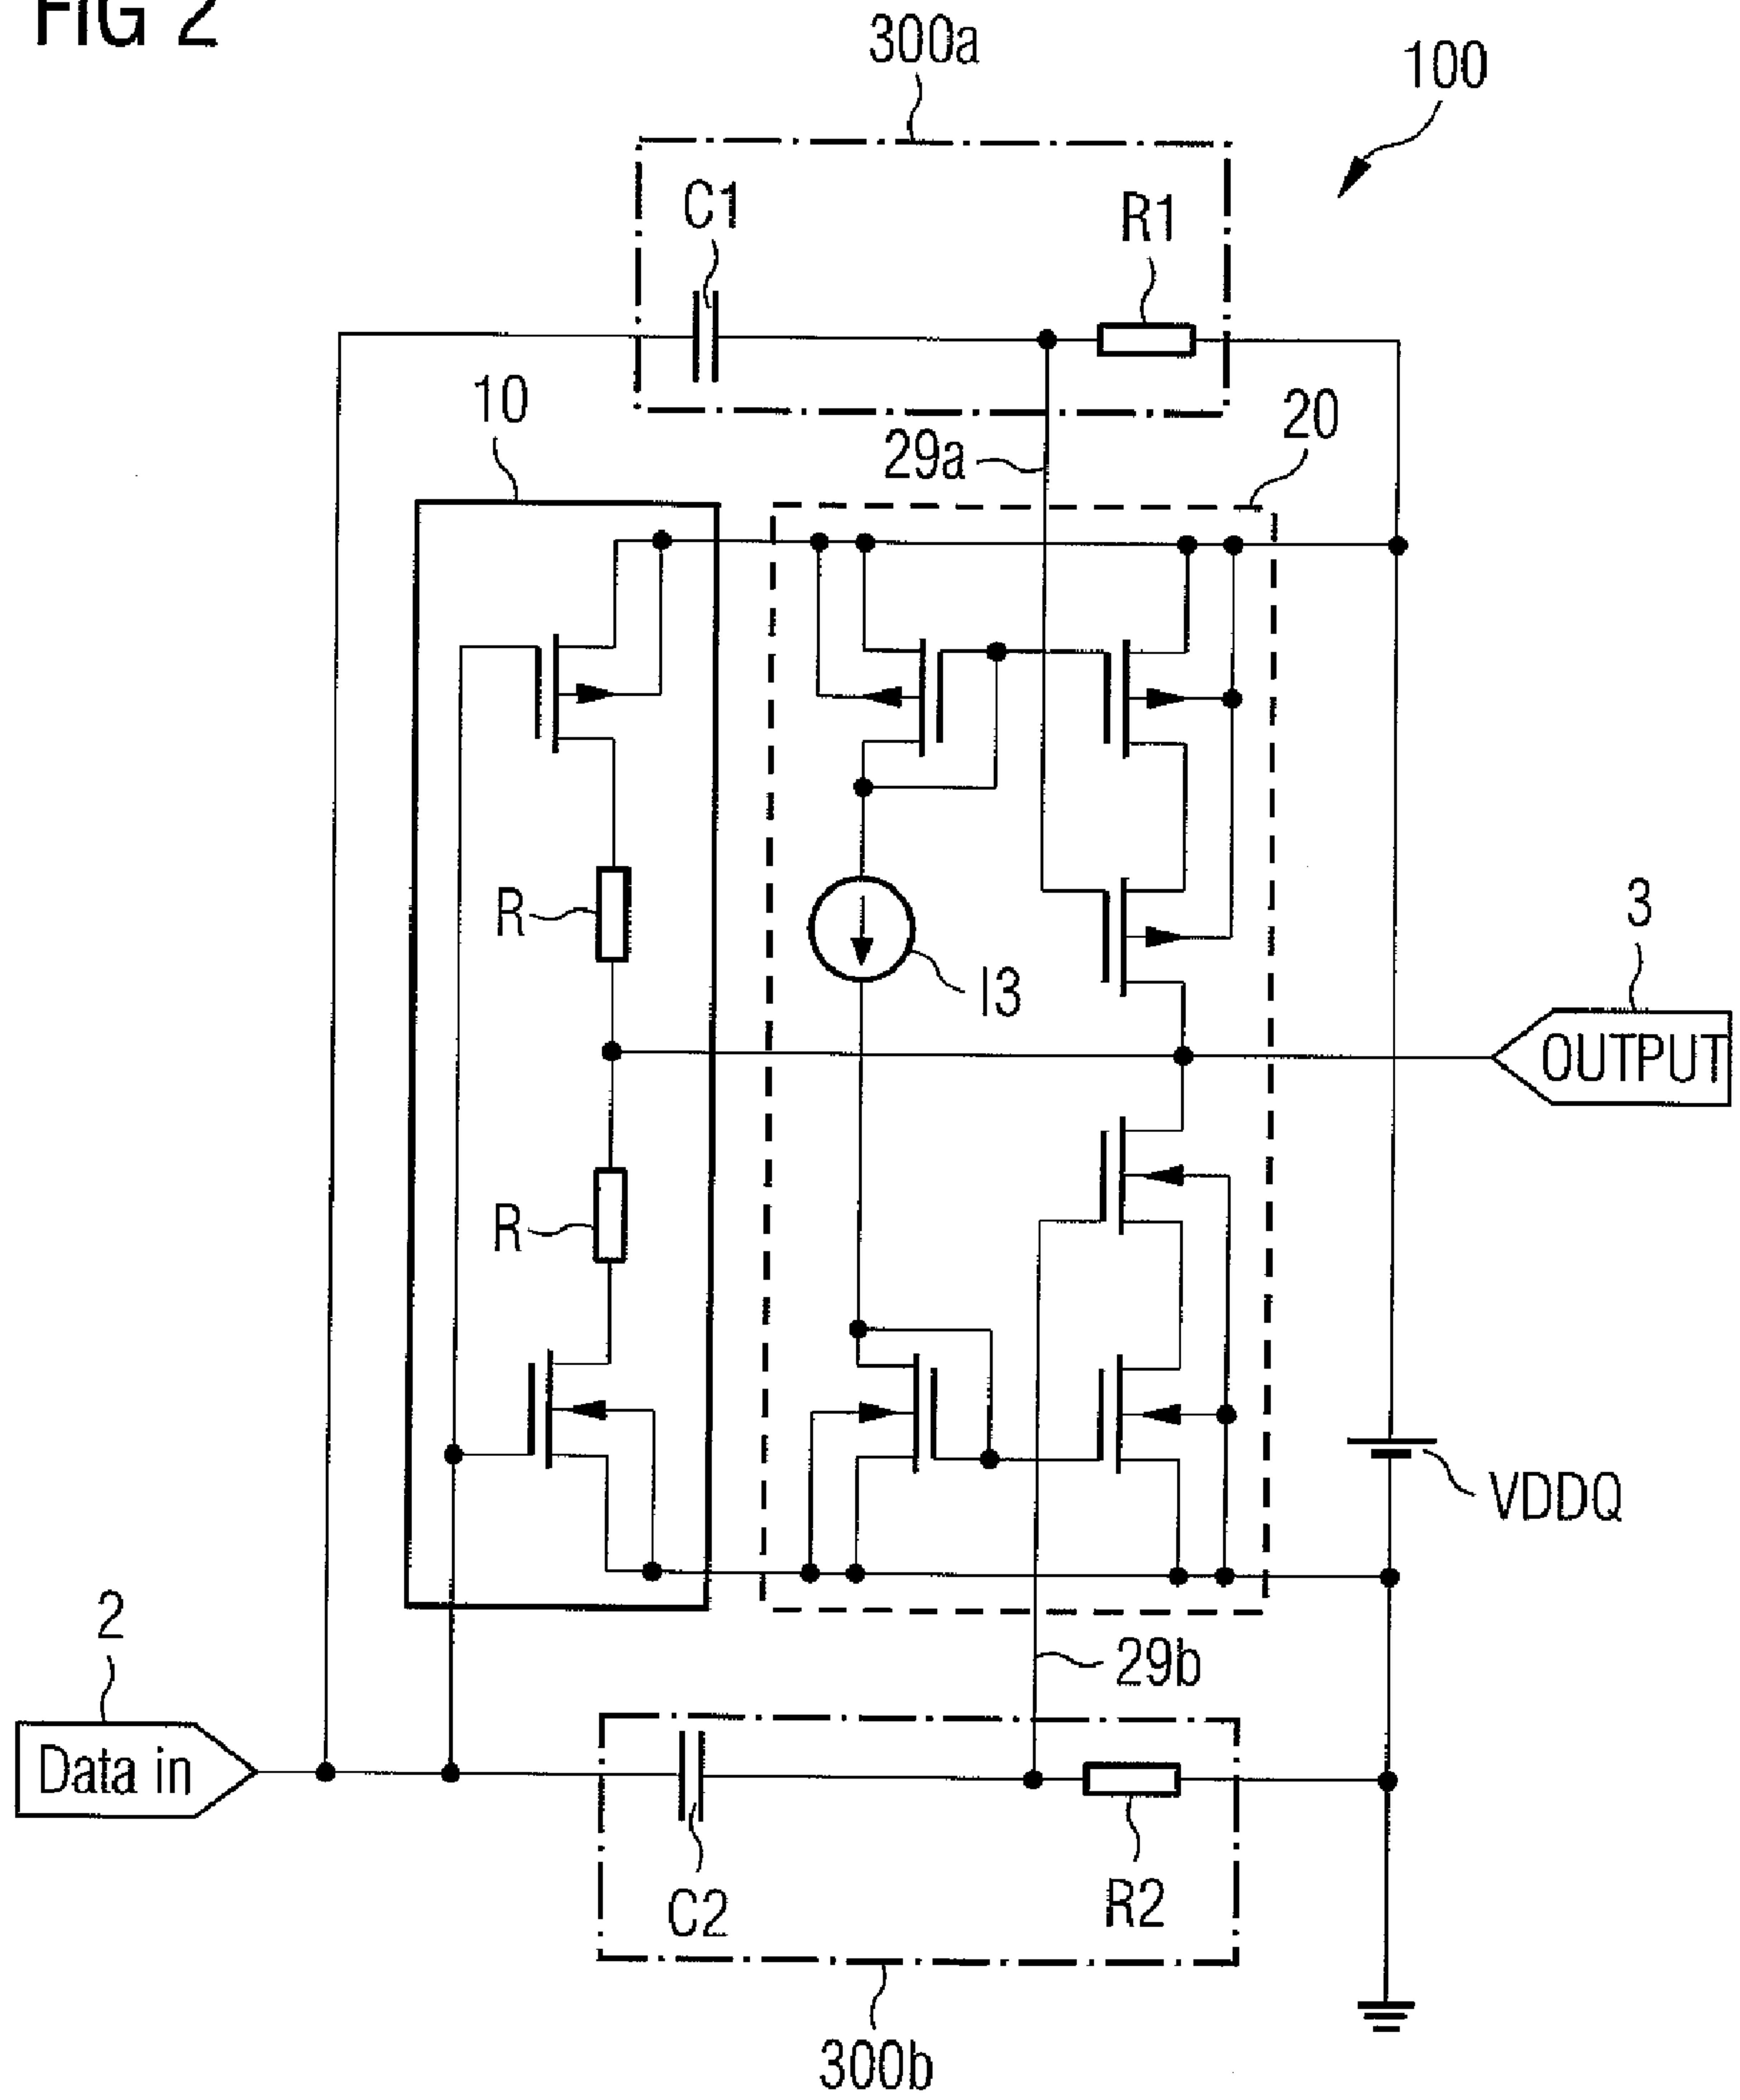 FIG 2
300a
100
C1
R1
10
20
29a
R
I3
3
OUTPUT
R
VDDQ
2
29b
Data in
C2
R2
300b